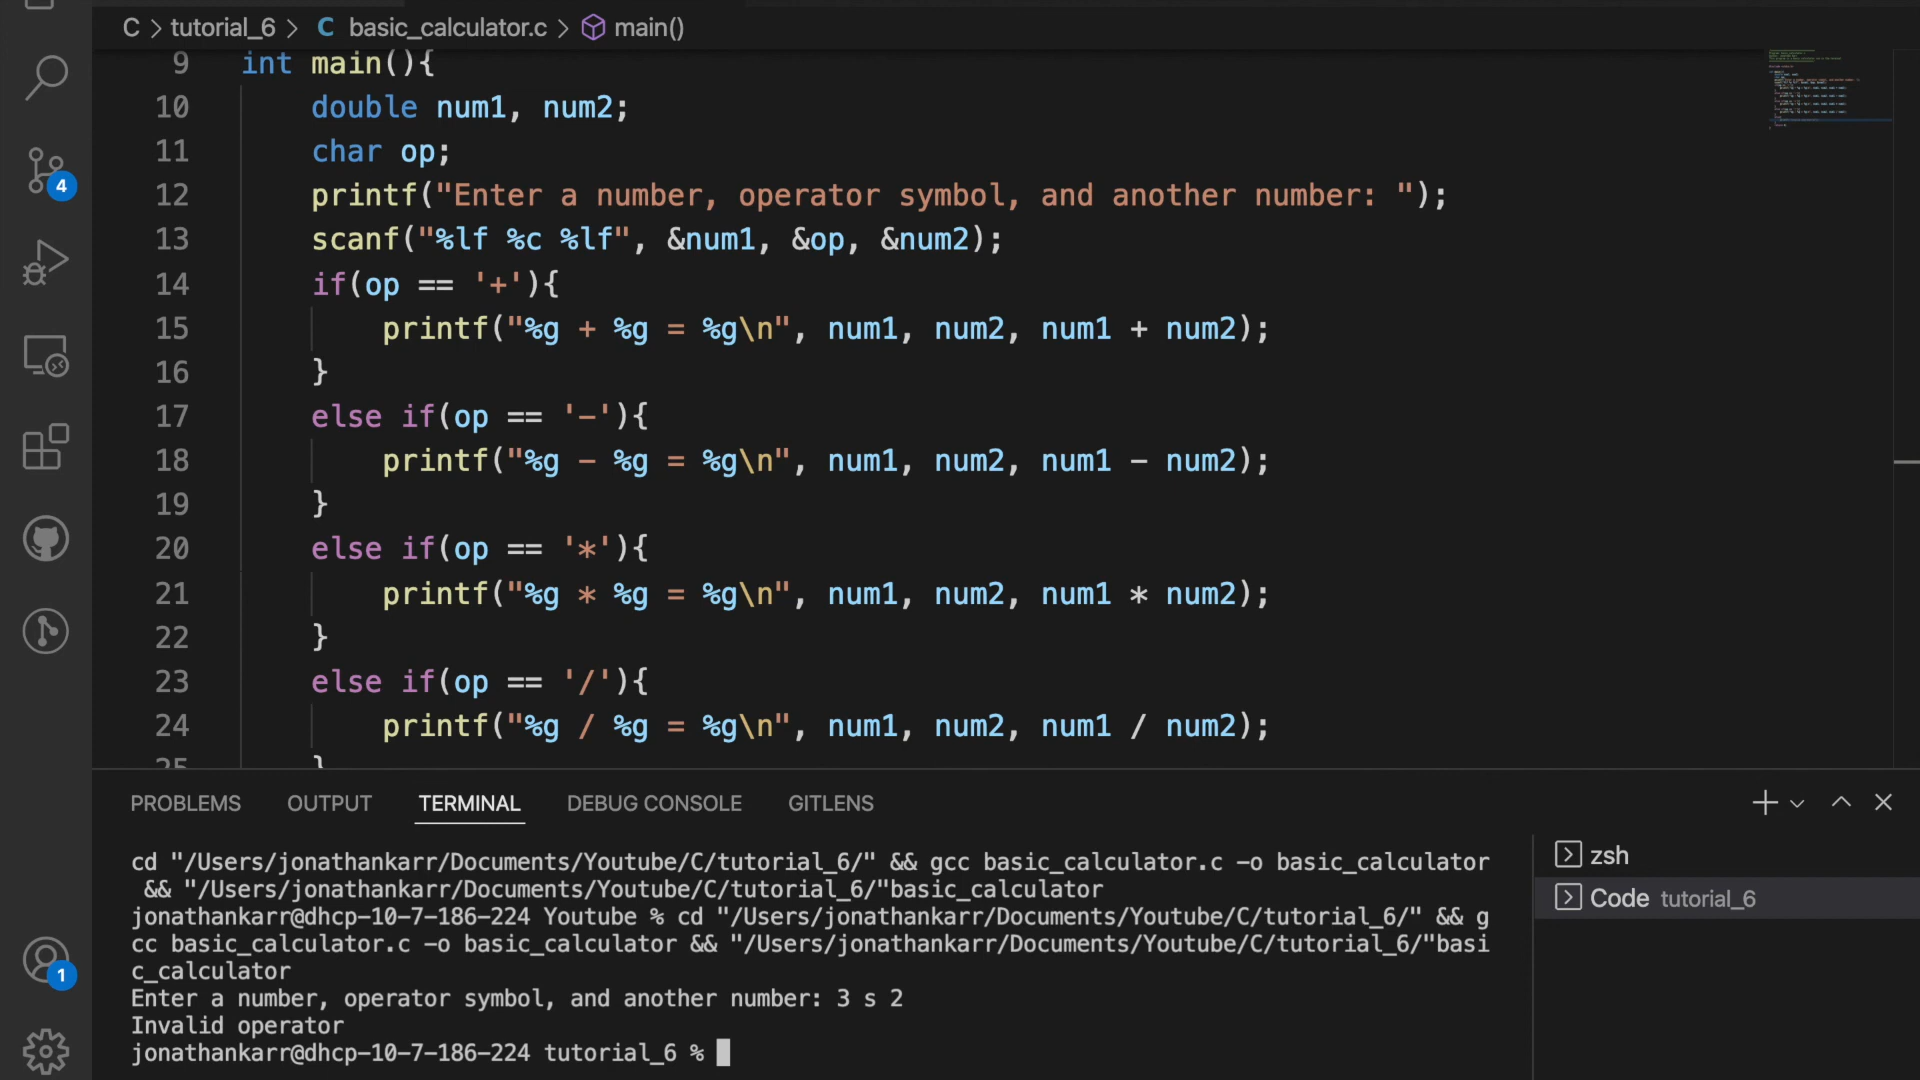 C > tutorial_6 > C basic_calculator.c > main()
9 int main(){
10 double num1, num2;
11 char op;
12 printf("Enter a number, operator symbol, and another number: ");
13 scanf("%lf %c %lf", &num1, &op, &num2);
14 if(op == '+'){
15 printf("%g + %g = %g\n", num1, num2, num1 + num2);
16 }
17 else if(op == '-'){
18 printf("%g - %g = %g\n", num1, num2, num1 - num2);
19 }
20 else if(op == '*'){
21 printf("%g * %g = %g\n", num1, num2, num1 * num2);
22 }
23 else if(op == '/'){
24 printf("%g / %g = %g\n", num1, num2, num1 / num2);
25 }
4
1
PROBLEMS OUTPUT TERMINAL DEBUG CONSOLE GITLENS
cd "/Users/jonathankarr/Documents/Youtube/C/tutorial_6/" && gcc basic_calculator.c -o basic_calculator
&& "/Users/jonathankarr/Documents/Youtube/C/tutorial_6/"basic_calculator
jonathankarr@dhcp-10-7-186-224 Youtube % cd "/Users/jonathankarr/Documents/Youtube/C/tutorial_6/" && g
cc basic_calculator.c -o basic_calculator && "/Users/jonathankarr/Documents/Youtube/C/tutorial_6/"basi
c_calculator
Enter a number, operator symbol, and another number: 3 s 2
Invalid operator
jonathankarr@dhcp-10-7-186-224 tutorial_6 %
zsh
Code tutorial_6